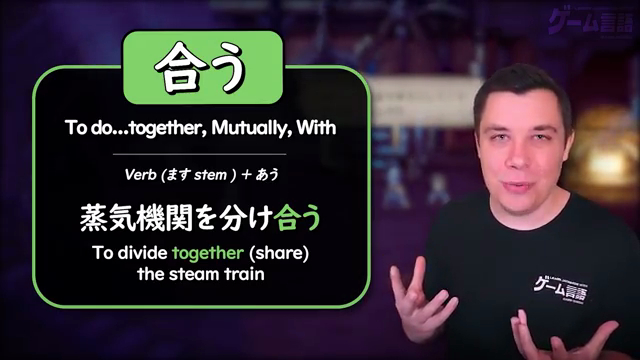 合う
To do...together, Mutually, With
Verb (ます stem ) + あう
蒸気機関を分け合う
To divide together (share)
the steam train
ゲーム言語
ゲーム言語